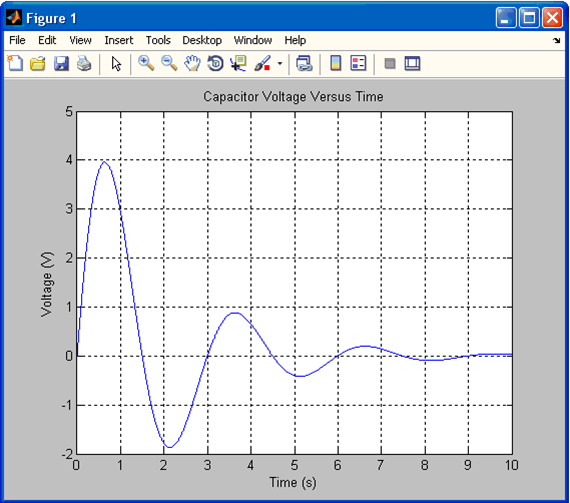 Figure 1
File Edit View Insert Tools Desktop Window Help
Capacitor Voltage Versus Time
5
4
3
2
1
0
-1
-2
Voltage (V)
0 1 2 3 4 5 6 7 8 9 10
Time (s)